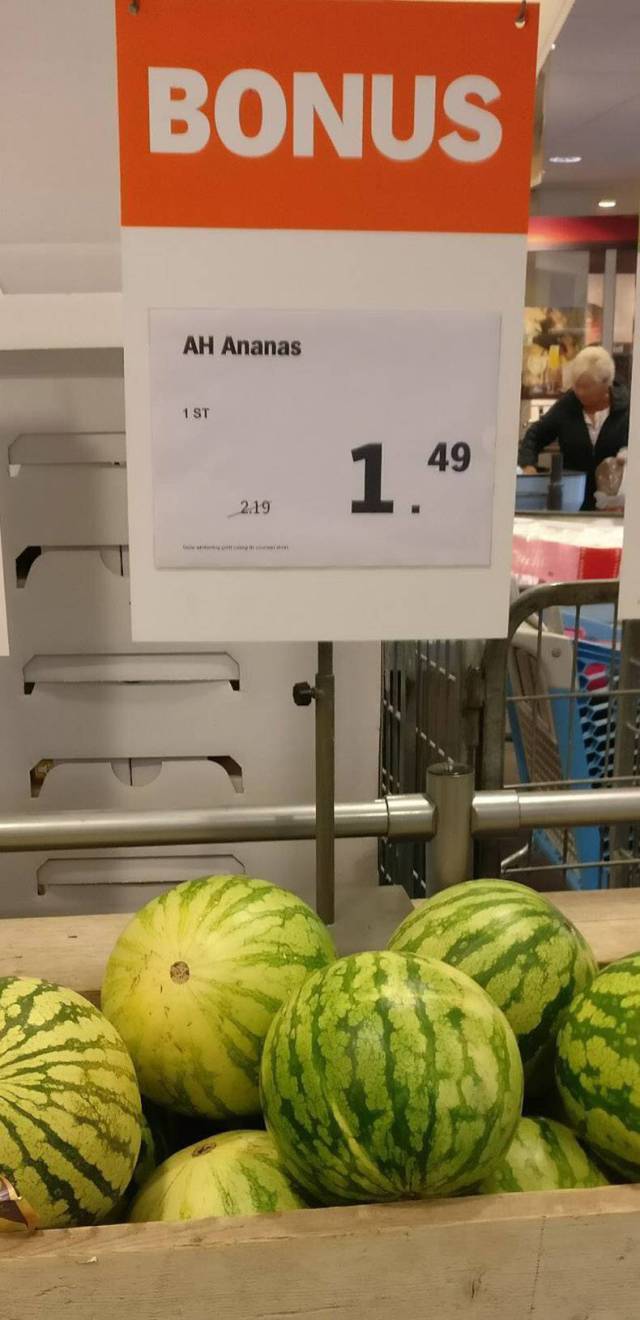 BONUS
AH Ananas
1 ST
2.19
1.49